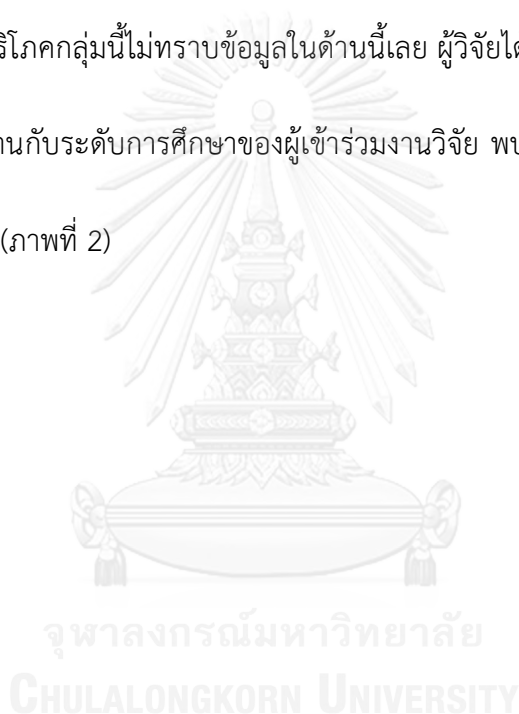 ริโภคกลุ่มนี้ไม่ทราบข้อมูลในด้านนี้เลย ผู้วิจัยได้
านกับระดับการศึกษาของผู้เข้าร่วมงานวิจัย พบ
(ภาพที่ 2)
จุฬาลงกรณ์มหาวิทยาลัย
CHULALONGKORN UNIVERSITY